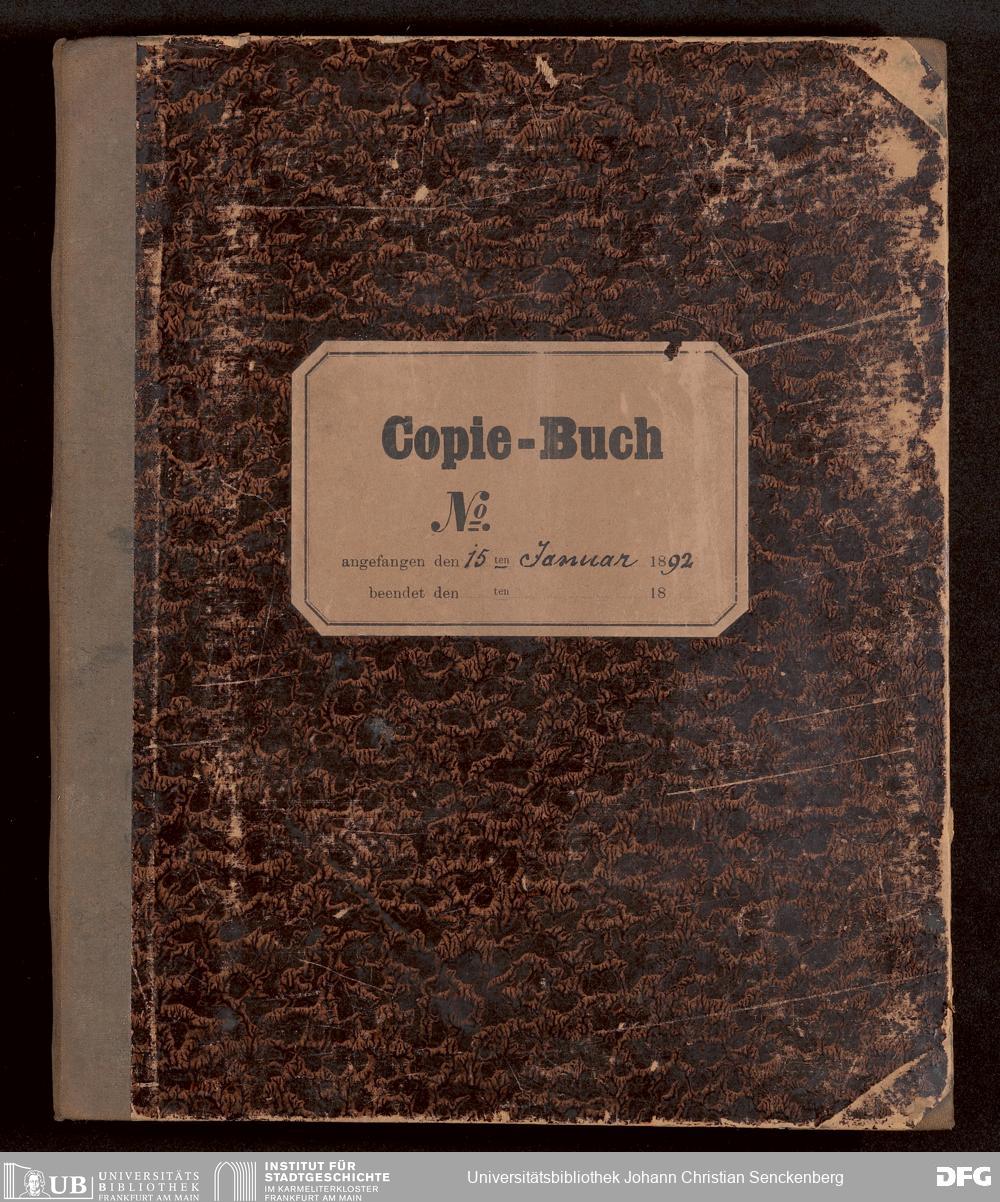 Copie-Buch
No.
angefangen den 15 ten Januar 1892
beendet den ten 18
UB UNIVERSITÄTS
BIBLIOTHEK
FRANKFURT AM MAIN
INSTITUT FÜR
STADTGESCHICHTE
IM KARMELITERKLOSTER
FRANKFURT AM MAIN
Universitätsbibliothek Johann Christian Senckenberg
DFG